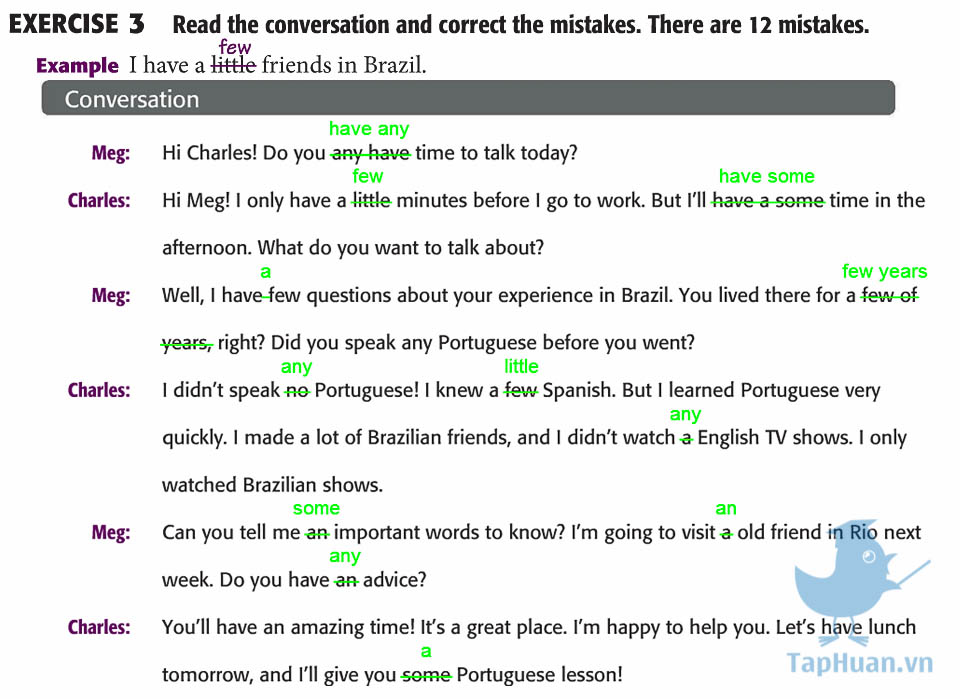 EXERCISE 3 Read the conversation and correct the mistakes. There are 12 mistakes.
few
Example I have a little friends in Brazil.
Conversation
have any
Meg: Hi Charles! Do you any have time to talk today?
few have some
Charles: Hi Meg! I only have a little minutes before I go to work. But I'll have a some time in the
afternoon. What do you want to talk about?
a few years
Meg: Well, I have few questions about your experience in Brazil. You lived there for a few of
years, right? Did you speak any Portuguese before you went?
any little
Charles: I didn't speak no Portuguese! I knew a few Spanish. But I learned Portuguese very
any
quickly. I made a lot of Brazilian friends, and I didn't watch a English TV shows. I only
watched Brazilian shows.
some an
Meg: Can you tell me an important words to know? I'm going to visit a old friend in Rio next
any
week. Do you have an advice?
Charles: You'll have an amazing time! It's a great place. I'm happy to help you. Let's have lunch
a
tomorrow, and I'll give you some Portuguese lesson!
TapHuan.vn